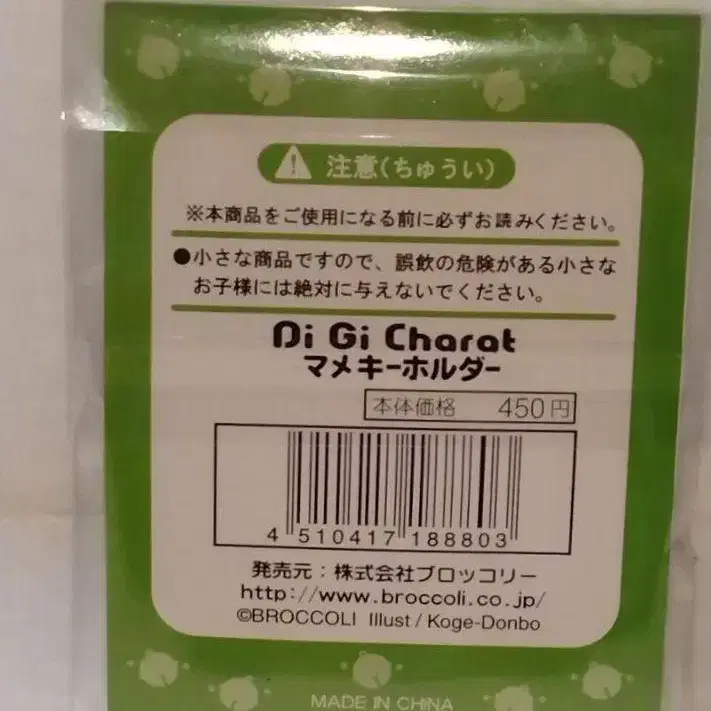 注意(ちゅうい)
※本商品をご使用になる前に必ずお読みください。
●小さな商品ですので、誤飲の危険がある小さな
お子様には絶対に与えないでください。
Di Gi Charat
マメキーホルダー
本体価格 450円
4 510417 188803
発売元：株式会社ブロッコリー
http://www.broccoli.co.jp/
©BROCCOLI Illust / Koge-Donbo
MADE IN CHINA